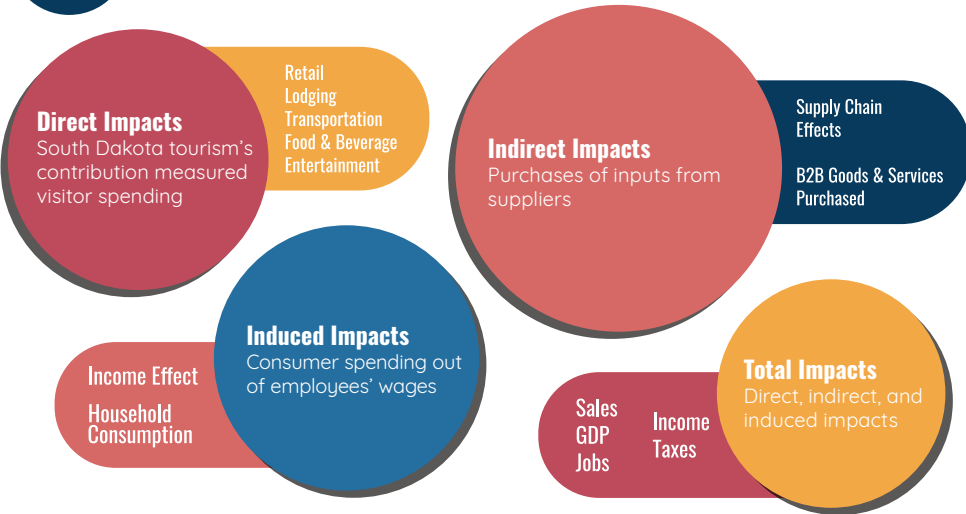 Direct Impacts
South Dakota tourism’s
contribution measured
visitor spending
Retail
Lodging
Transportation
Food & Beverage
Entertainment
Indirect Impacts
Purchases of inputs from
suppliers
Supply Chain
Effects
B2B Goods & Services
Purchased
Induced Impacts
Consumer spending out
of employees’ wages
Income Effect
Household
Consumption
Total Impacts
Direct, indirect, and
induced impacts
Sales
GDP
Jobs
Income
Taxes